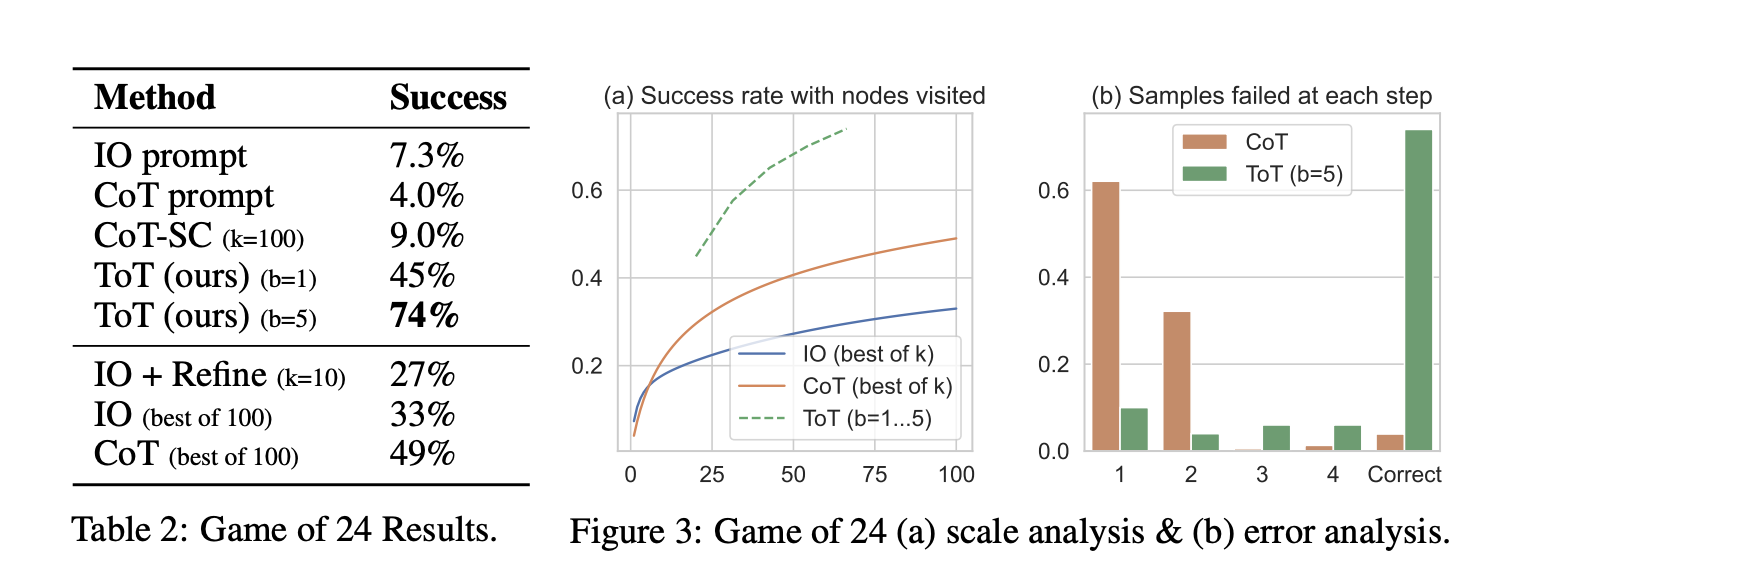 Method Success
IO prompt 7.3%
CoT prompt 4.0%
CoT-SC (k=100) 9.0%
ToT (ours) (b=1) 45%
ToT (ours) (b=5) 74%
IO + Refine (k=10) 27%
IO (best of 100) 33%
CoT (best of 100) 49%
Table 2: Game of 24 Results.
(a) Success rate with nodes visited
0.6
0.4
0.2
IO (best of k)
CoT (best of k)
ToT (b=1...5)
0 25 50 75 100
(b) Samples failed at each step
CoT
ToT (b=5)
0.6
0.4
0.2
0.0
1 2 3 4 Correct
Figure 3: Game of 24 (a) scale analysis & (b) error analysis.